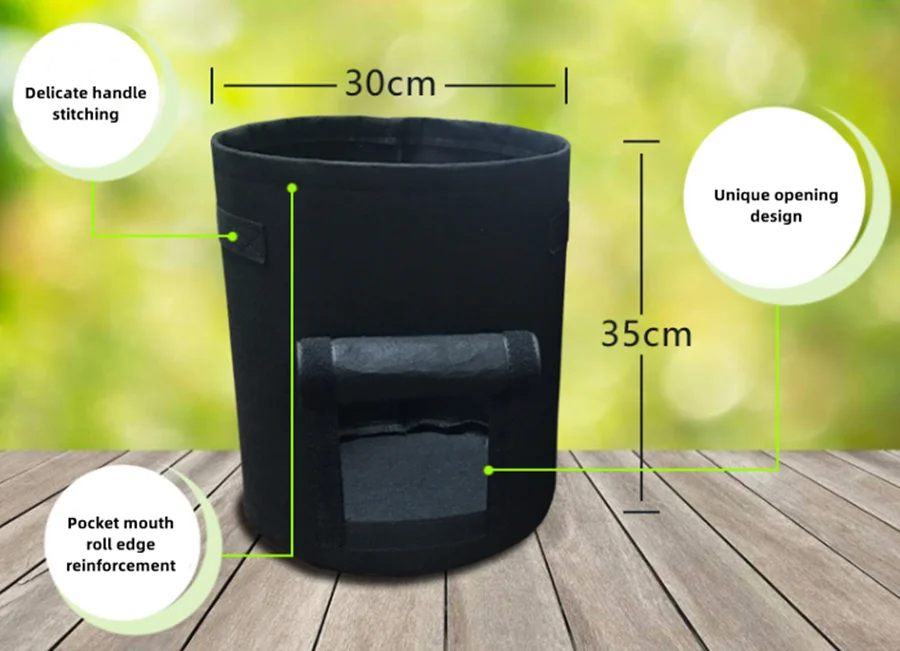 30cm
Delicate handle
stitching
Unique opening
design
35cm
Pocket mouth
roll edge
reinforcement